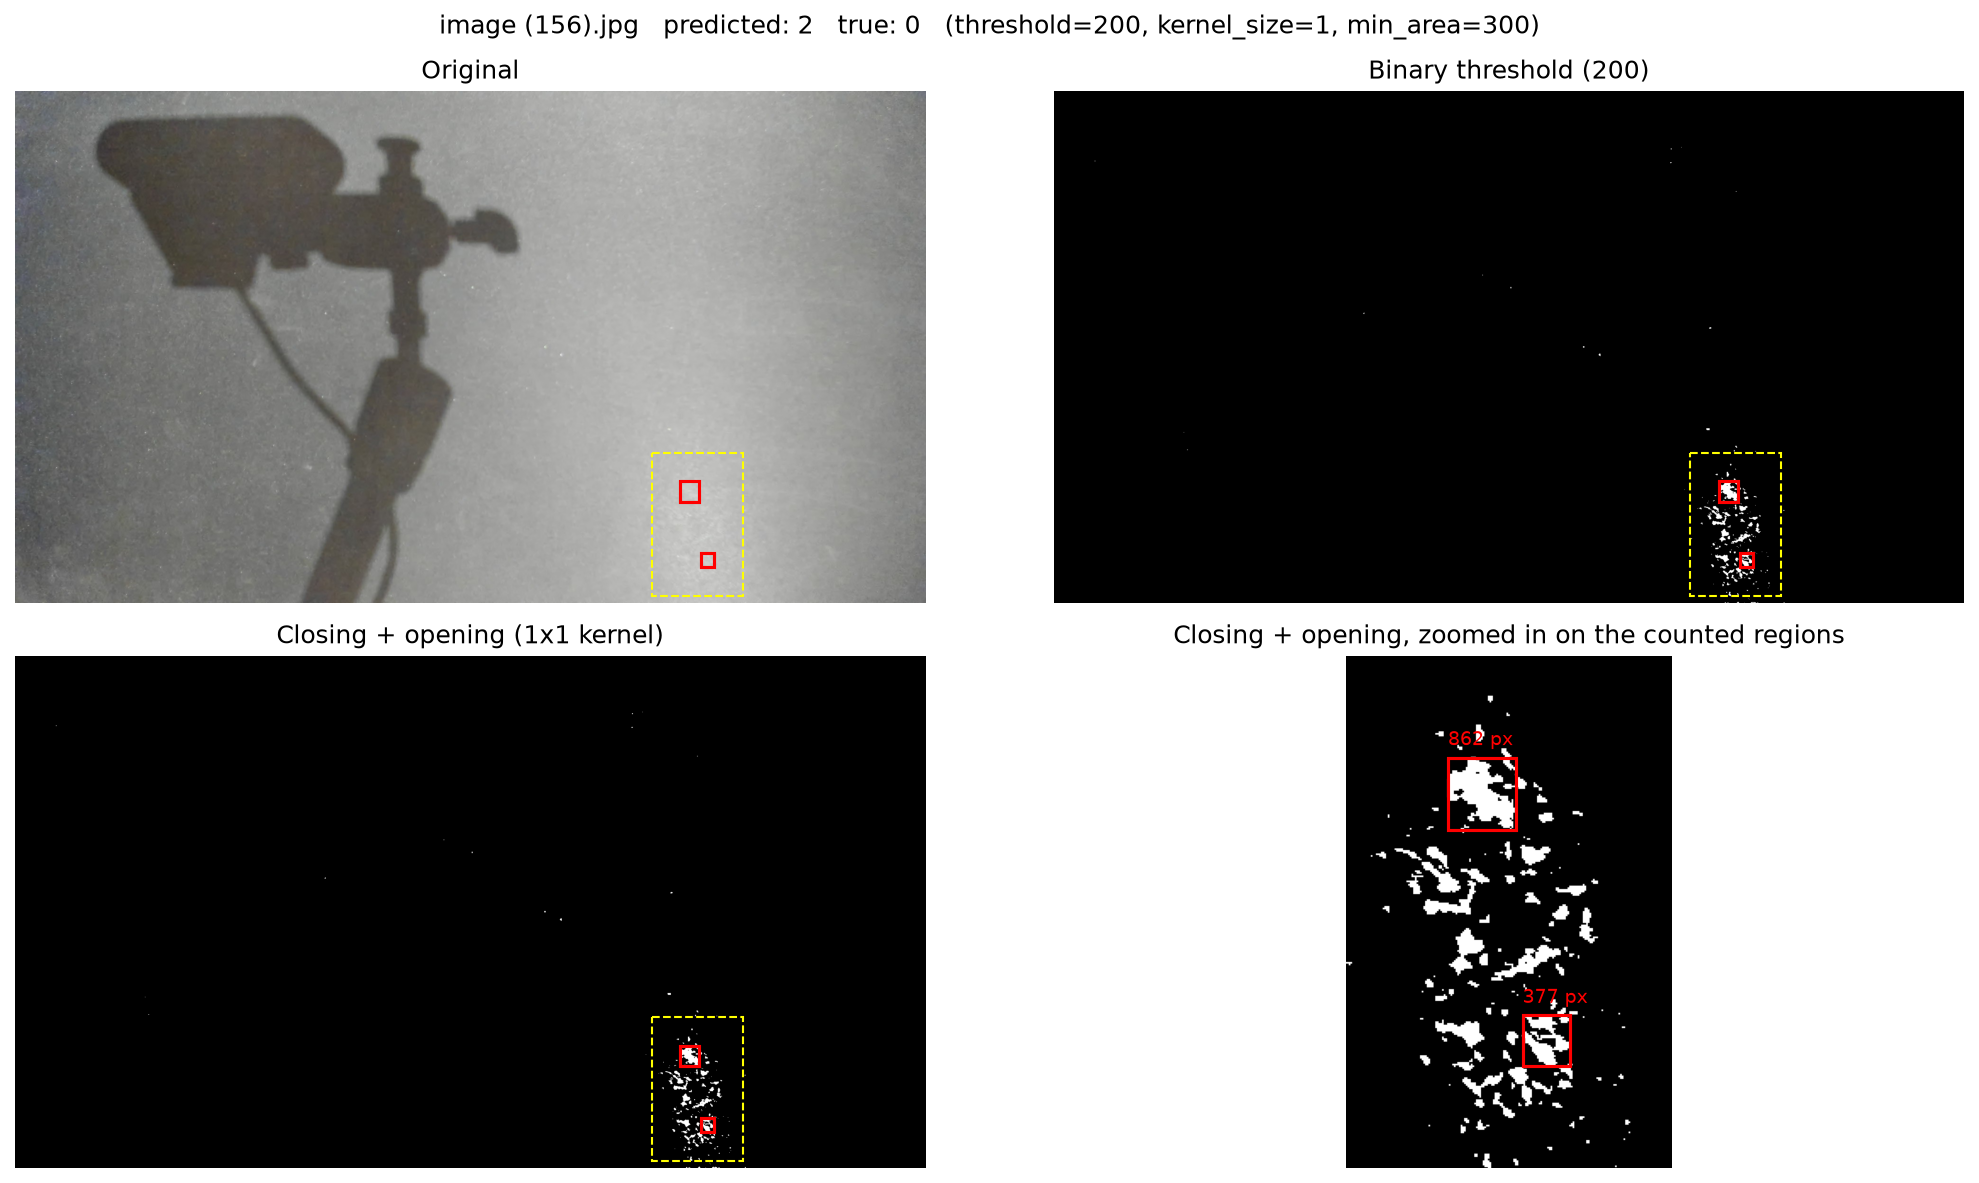 image (156).jpg   predicted: 2   true: 0   (threshold=200, kernel_size=1, min_area=300)
Original
Binary threshold (200)
Closing + opening (1x1 kernel)
Closing + opening, zoomed in on the counted regions
862 px
377 px